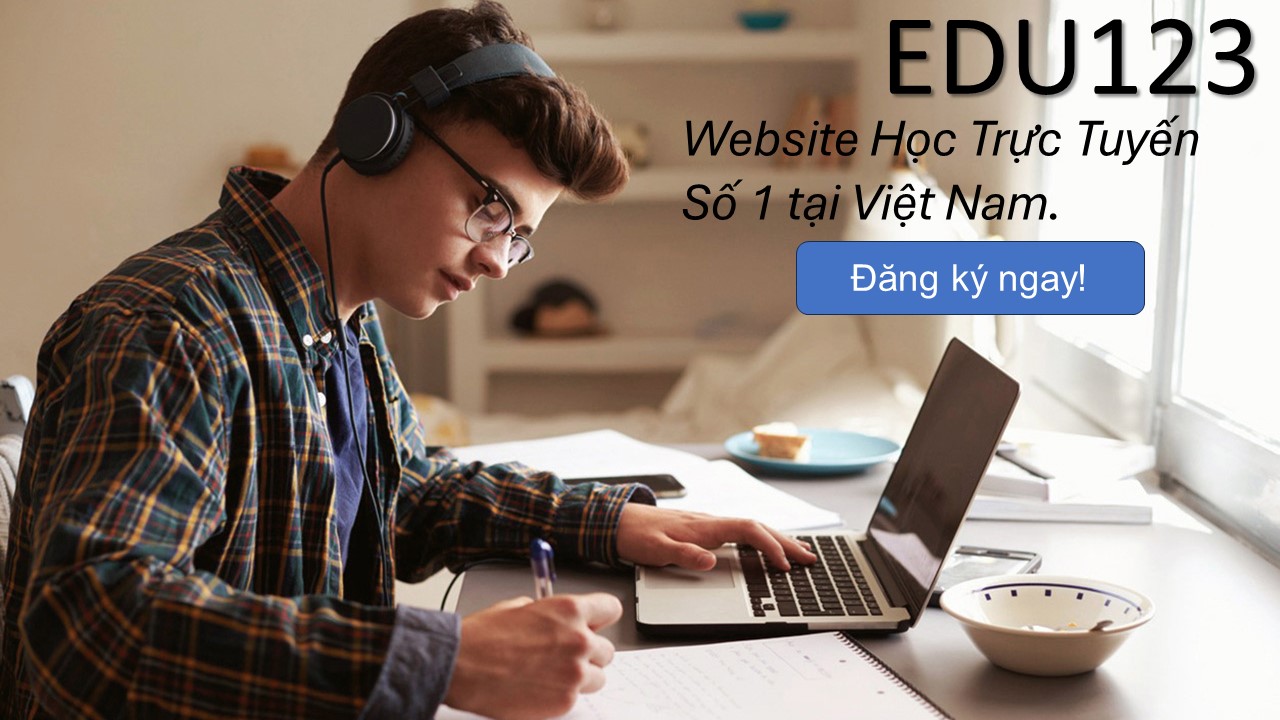 EDU123
Website Học Trực Tuyến
Số 1 tại Việt Nam.
Đăng ký ngay!